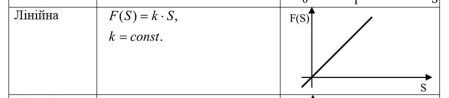 Лінійна
F(S) = k · S,
k = const.
F(S)
S